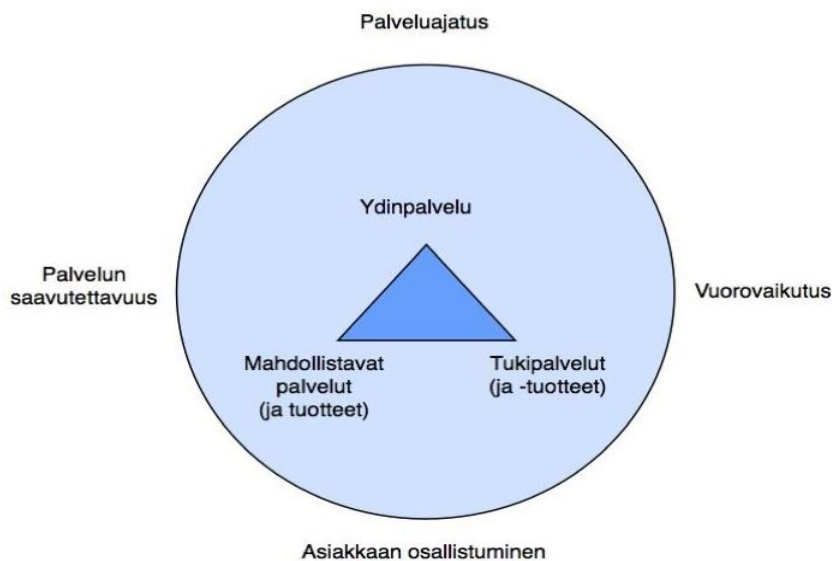 Palveluajatus
Ydinpalvelu
Palvelun
saavutettavuus
Vuorovaikutus
Mahdollistavat
palvelut
(ja tuotteet)
Tukipalvelut
(ja -tuotteet)
Asiakkaan osallistuminen